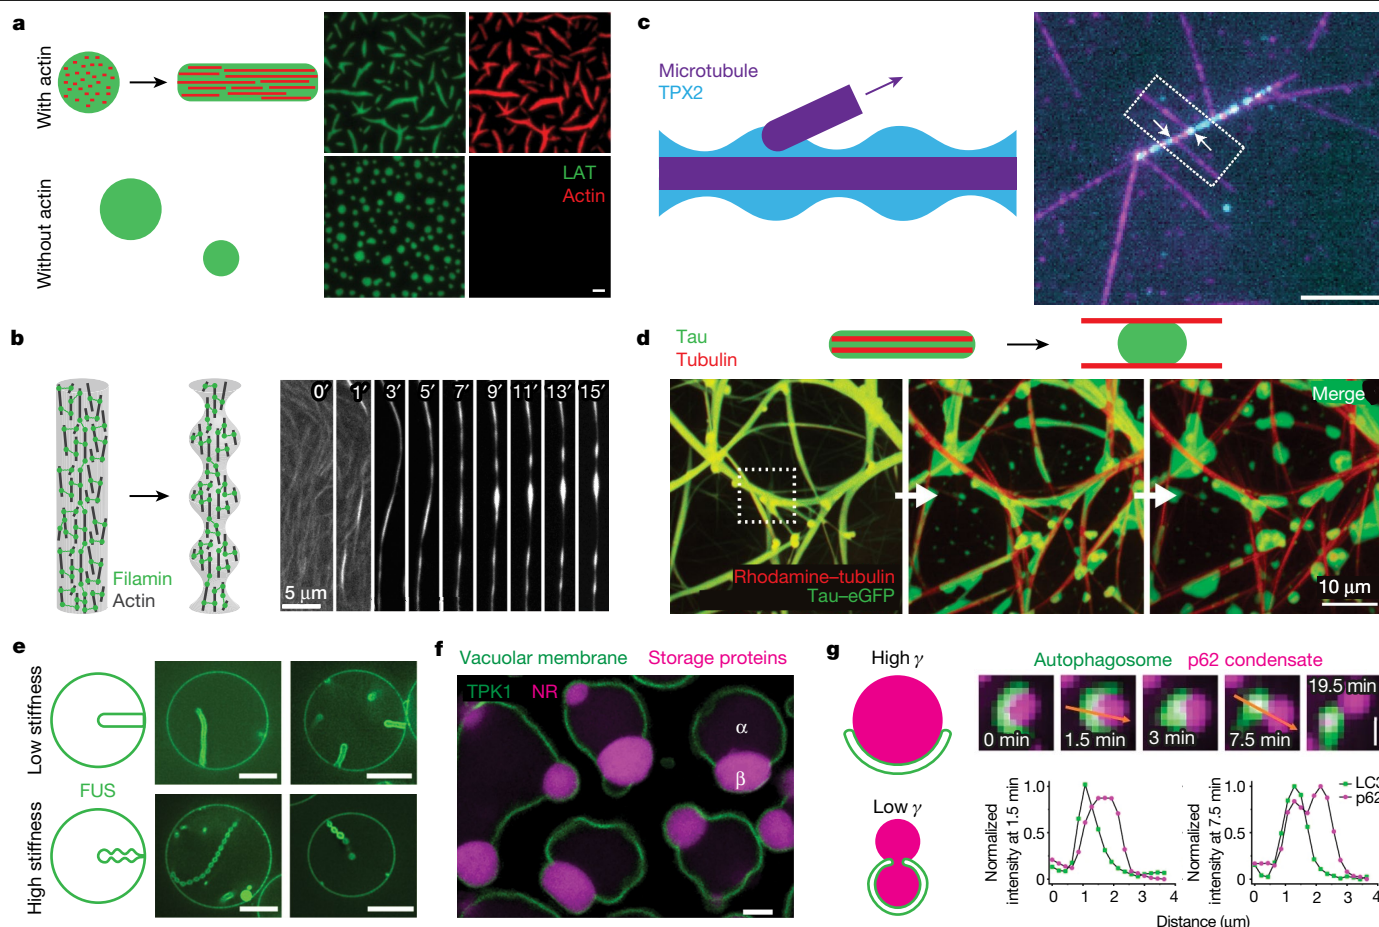 a
With actin
Without actin
LAT
Actin
b
Filamin
Actin
0′
1′
3′
5′
7′
9′
11′
13′
15′
5 μm
c
Microtubule
TPX2
d
Tau
Tubulin
Rhodamine–tubulin
Tau–eGFP
Merge
10 μm
e
Low stiffness
FUS
High stiffness
f
Vacuolar membrane
Storage proteins
TPK1
NR
α
β
g
High γ
Low γ
Autophagosome
p62 condensate
0 min
1.5 min
3 min
7.5 min
19.5 min
Normalized
intensity at 1.5 min
1.0
0.5
0
0
1
2
3
4
Normalized
intensity at 7.5 min
1.0
0.5
0
0
1
2
3
4
LC3
p62
Distance (μm)